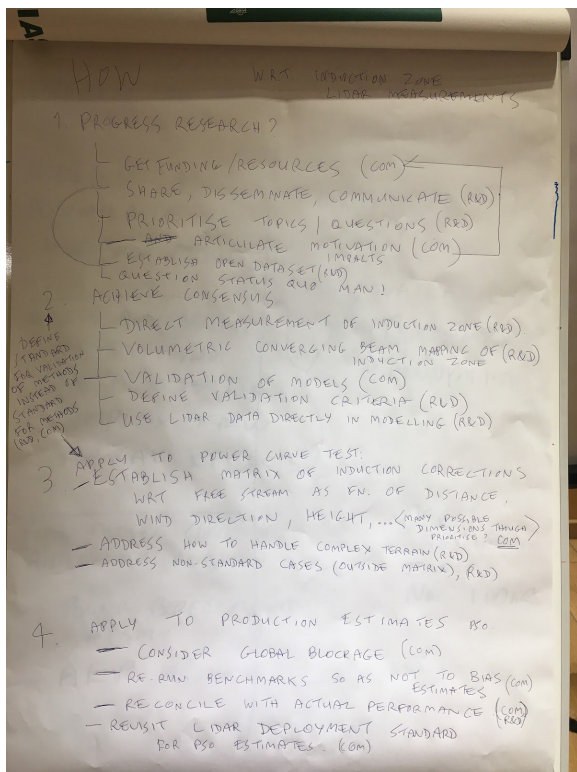 IA
HOW
WRT INDUCTION ZONE
LIDAR MEASUREMENTS
1 PROGRESS RESEARCH?
GET FUNDING/RESOURCES (COM)
SHARE, DISSEMINATE, COMMUNICATE (R&D)
PRIORITISE TOPICS / QUESTIONS (R&D)
ARTICULATE MOTIVATION (COM)
IMPACTS
ESTABLISH OPEN DATASET (R&D)
QUESTION STATUS QUO MAN!
2 ACHIEVE CONSENSUS
DIRECT MEASUREMENT OF INDUCTION ZONE (R&D)
VOLUMETRIC CONVERGING BEAM MAPPING OF (R&D)
INDUCTION ZONE
VALIDATION OF MODELS (COM)
DEFINE VALIDATION CRITERIA (R&D)
USE LIDAR DATA DIRECTLY IN MODELLING (R&D)
DEFINE
STANDARD
FOR VALIDATION
OF METHODS
INSTEAD OF
STANDARD
FOR METHODS
(R&D, COM)
3 APPLY TO POWER CURVE TEST:
- ESTABLISH MATRIX OF INDUCTION CORRECTIONS
WRT FREE STREAM AS FN. OF DISTANCE,
WIND DIRECTION, HEIGHT, ... <MANY POSSIBLE
DIMENSIONS THOUGH
PRIORITISE? COM>
- ADDRESS HOW TO HANDLE COMPLEX TERRAIN (R&D)
- ADDRESS NON-STANDARD CASES (OUTSIDE MATRIX), R&D)
4. APPLY TO PRODUCTION ESTIMATES P50
- CONSIDER GLOBAL BLOCKAGE (COM)
- RE-RUN BENCHMARKS SO AS NOT TO BIAS (COM)
ESTIMATES
- RECONCILE WITH ACTUAL PERFORMANCE (COM
R&D)
- REVISIT LIDAR DEPLOYMENT STANDARD
FOR P50 ESTIMATES. (COM)